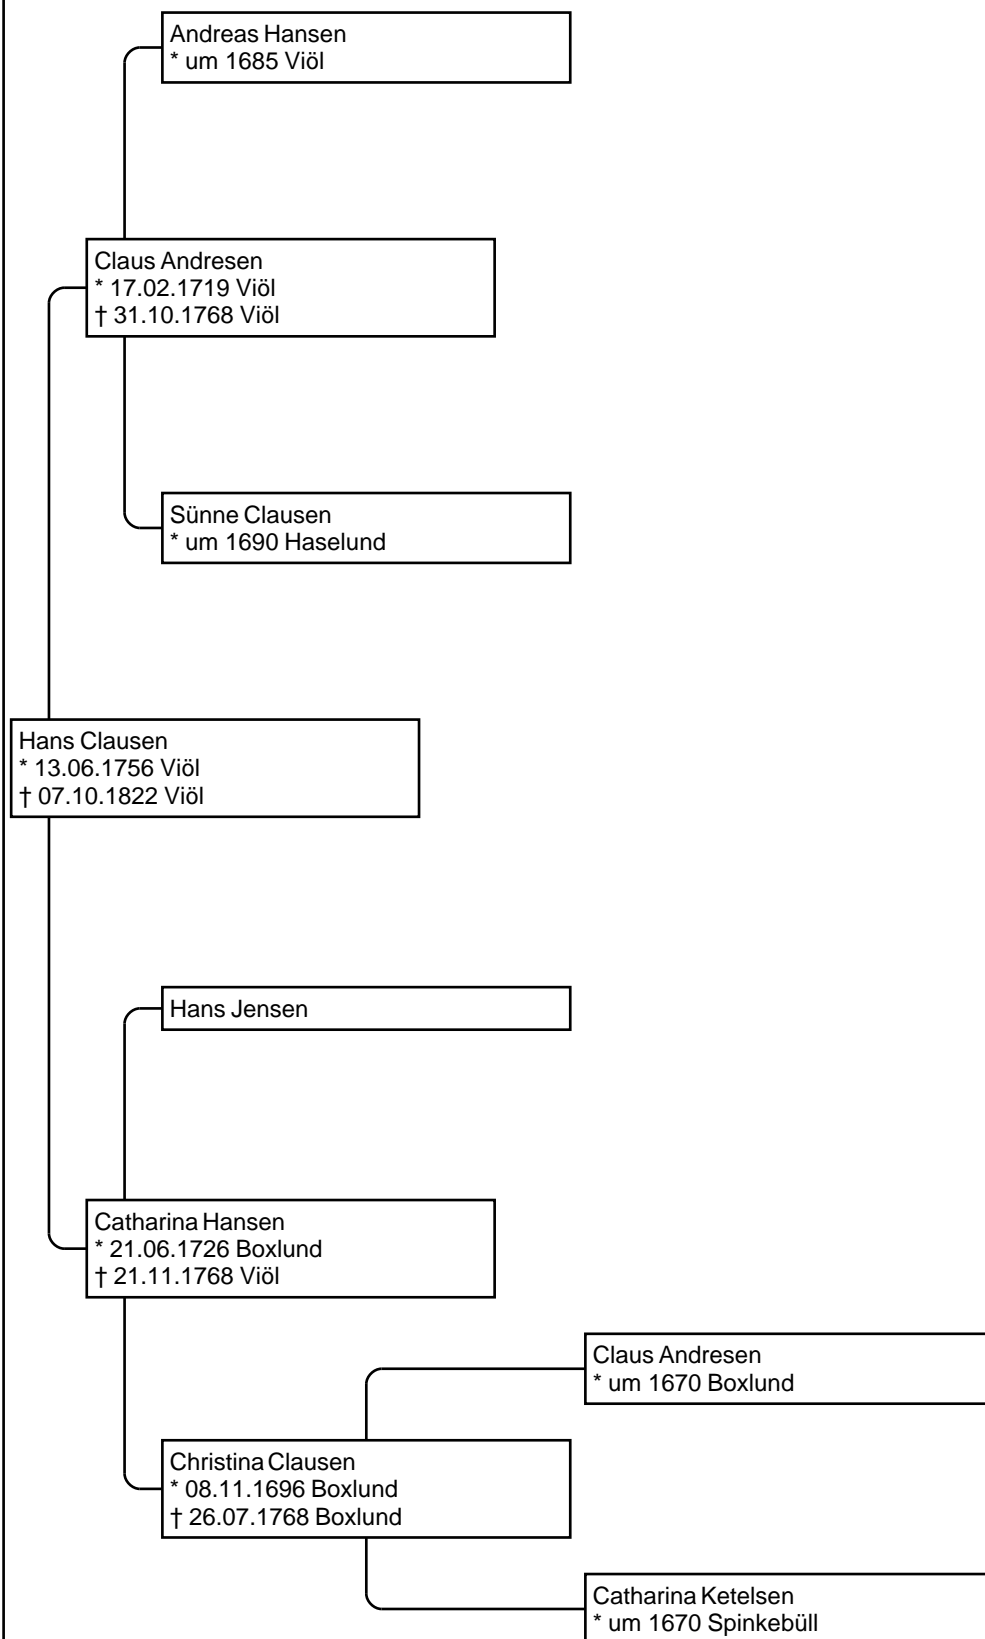 Andreas Hansen
* um 1685 Viöl
Claus Andresen
* 17.02.1719 Viöl
† 31.10.1768 Viöl
Sünne Clausen
* um 1690 Haselund
Hans Clausen
* 13.06.1756 Viöl
† 07.10.1822 Viöl
Hans Jensen
Catharina Hansen
* 21.06.1726 Boxlund
† 21.11.1768 Viöl
Claus Andresen
* um 1670 Boxlund
Christina Clausen
* 08.11.1696 Boxlund
† 26.07.1768 Boxlund
Catharina Ketelsen
* um 1670 Spinkebüll